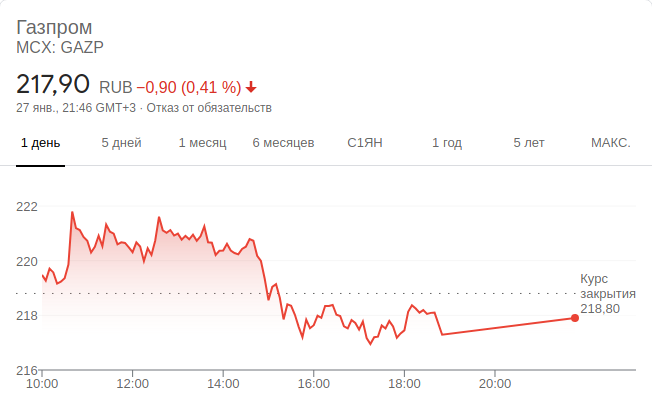 Газпром
MCX: GAZP
217,90 RUB −0,90 (0,41 %)
27 янв., 21:46 GMT+3 · Отказ от обязательств
1 день 5 дней 1 месяц 6 месяцев С1ЯН 1 год 5 лет МАКС.
222
220
218
216
Курс
закрытия
218,80
10:00 12:00 14:00 16:00 18:00 20:00